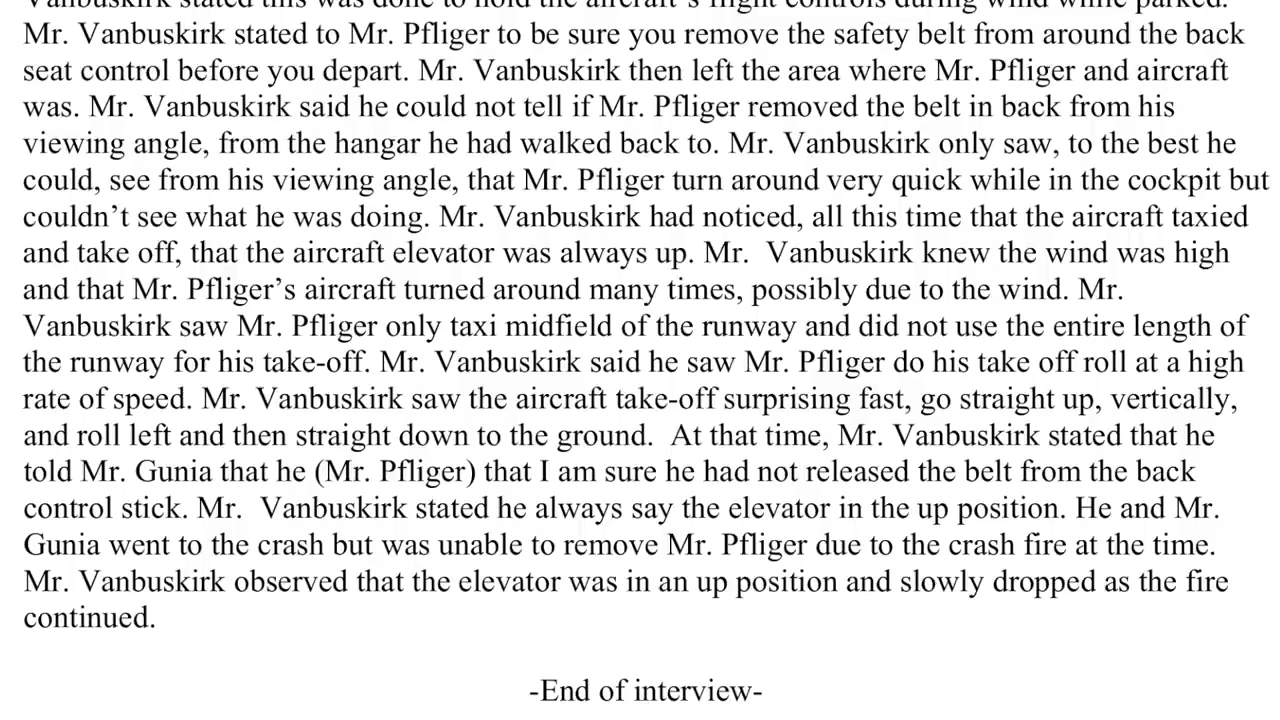 Vanbuskirk stated this was done to hold the aircraft's flight controls during wind while parked.
Mr. Vanbuskirk stated to Mr. Pfliger to be sure you remove the safety belt from around the back
seat control before you depart. Mr. Vanbuskirk then left the area where Mr. Pfliger and aircraft
was. Mr. Vanbuskirk said he could not tell if Mr. Pfliger removed the belt in back from his
viewing angle, from the hangar he had walked back to. Mr. Vanbuskirk only saw, to the best he
could, see from his viewing angle, that Mr. Pfliger turn around very quick while in the cockpit but
couldn't see what he was doing. Mr. Vanbuskirk had noticed, all this time that the aircraft taxied
and take off, that the aircraft elevator was always up. Mr.  Vanbuskirk knew the wind was high
and that Mr. Pfliger's aircraft turned around many times, possibly due to the wind. Mr.
Vanbuskirk saw Mr. Pfliger only taxi midfield of the runway and did not use the entire length of
the runway for his take-off. Mr. Vanbuskirk said he saw Mr. Pfliger do his take off roll at a high
rate of speed. Mr. Vanbuskirk saw the aircraft take-off surprising fast, go straight up, vertically,
and roll left and then straight down to the ground.  At that time, Mr. Vanbuskirk stated that he
told Mr. Gunia that he (Mr. Pfliger) that I am sure he had not released the belt from the back
control stick. Mr.  Vanbuskirk stated he always say the elevator in the up position. He and Mr.
Gunia went to the crash but was unable to remove Mr. Pfliger due to the crash fire at the time.
Mr. Vanbuskirk observed that the elevator was in an up position and slowly dropped as the fire
continued.
-End of interview-